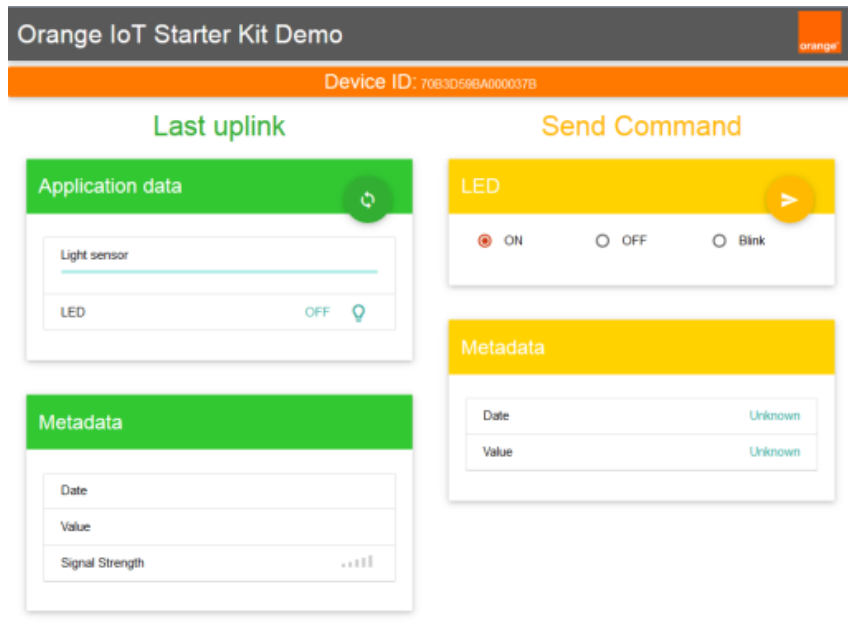 Orange IoT Starter Kit Demo
orange
Device ID: 70B3D59BA000037B
Last uplink
Application data
Light sensor
LED OFF
Metadata
Date
Value
Signal Strength
Send Command
LED
ON OFF Blink
Metadata
Date Unknown
Value Unknown